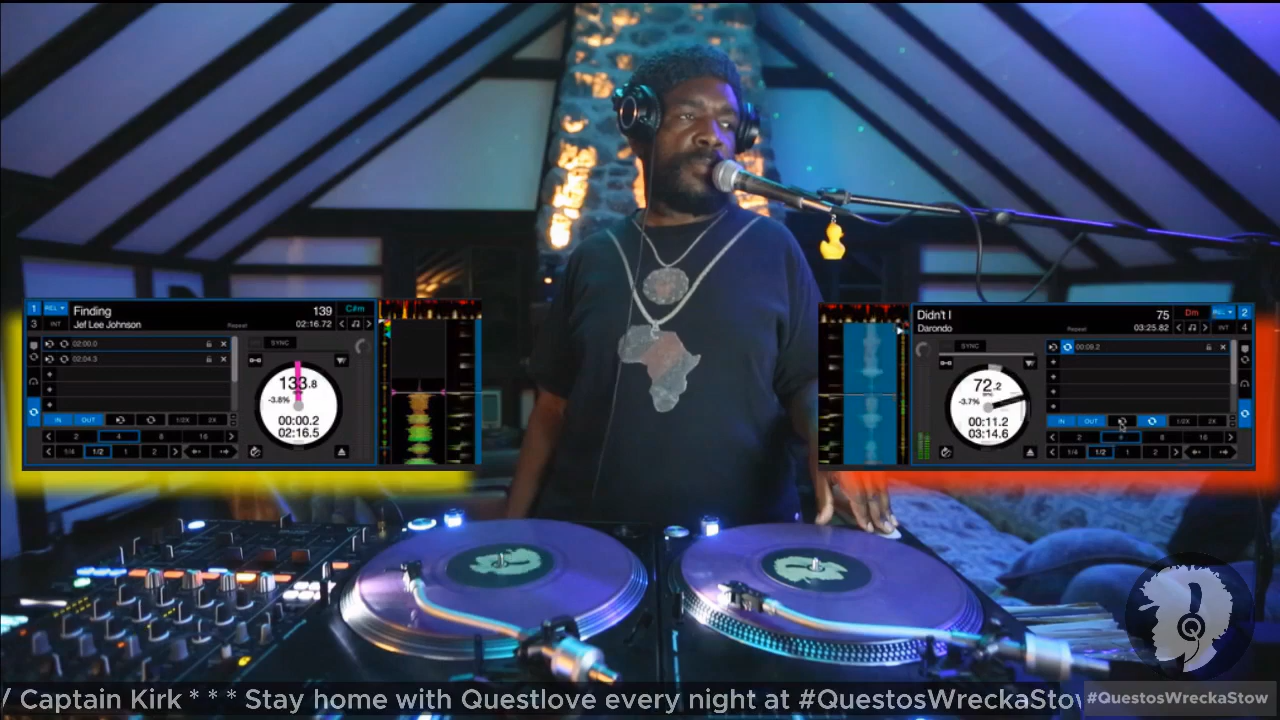 1 REL Finding 139 C#m
3 INT Jef Lee Johnson Repeat 02:16.72
SYNC
02:00.0
02:04.3
133.8
-3.8%
00:00.2
02:16.5
IN OUT 1/2X 2X
2 4 8 16
1/4 1/2 1 2
Didn't I 75 Dm REL 2
Darondo Repeat 03:25.82 INT 4
SYNC
00:09.2
72.2
-3.7%
00:11.2
03:14.6
IN OUT 1/2X 2X
2 4 8 16
1/4 1/2 1 2
/ Captain Kirk * * * Stay home with Questlove every night at #QuestosWreckaStow
#QuestosWreckaStow